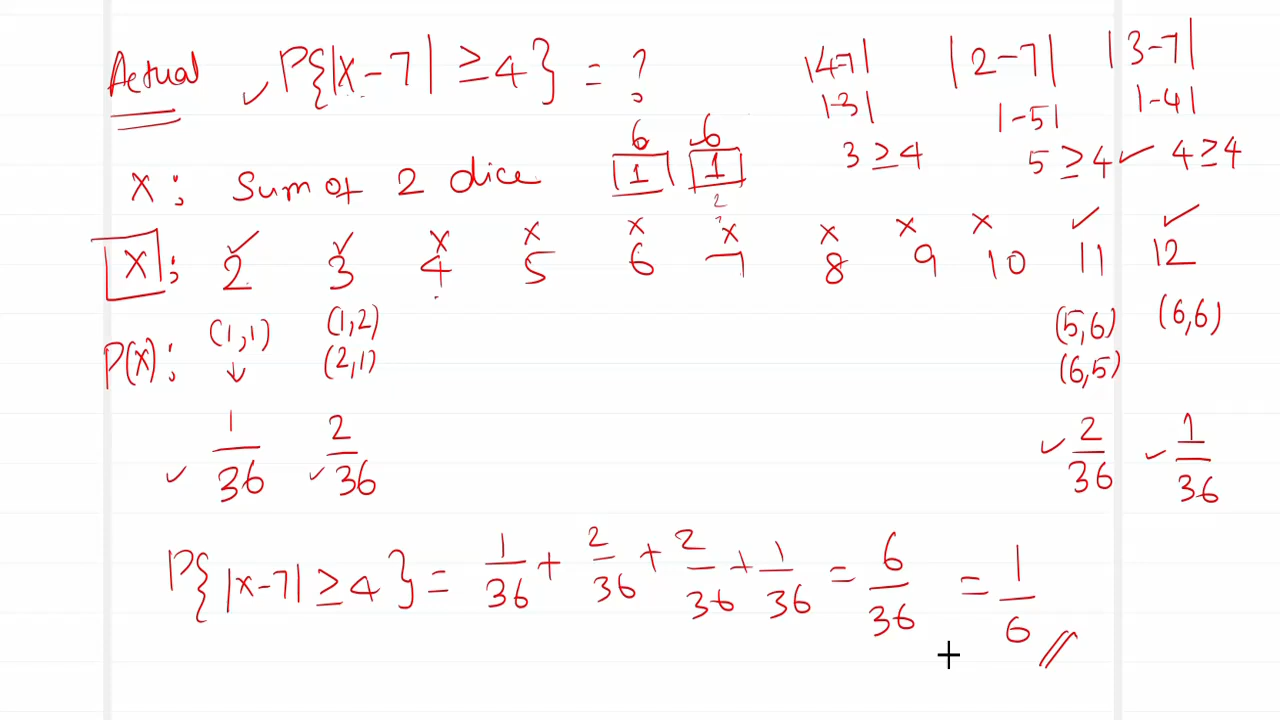 Actual ✓ P{|X-7| ≥4} = ? |4-7| |2-7| |3-7|
|-3| |-5| |-4|
3 ≥4 5 ≥4 ✓ 4 ≥4
6 6
X: Sum of 2 dice 1 1
2
✓ ✓ x x x x x x x ✓ ✓
X : 2 3 4 5 6 7 8 9 10 11 12
P(X): (1,1) (1,2) (5,6) (6,6)
↓ (2,1) (6,5)
✓ 1/36 ✓ 2/36 ✓ 2/36 ✓ 1/36
P{|X-7| ≥4} = 1/36 + 2/36 + 2/36 + 1/36 = 6/36 = 1/6 //